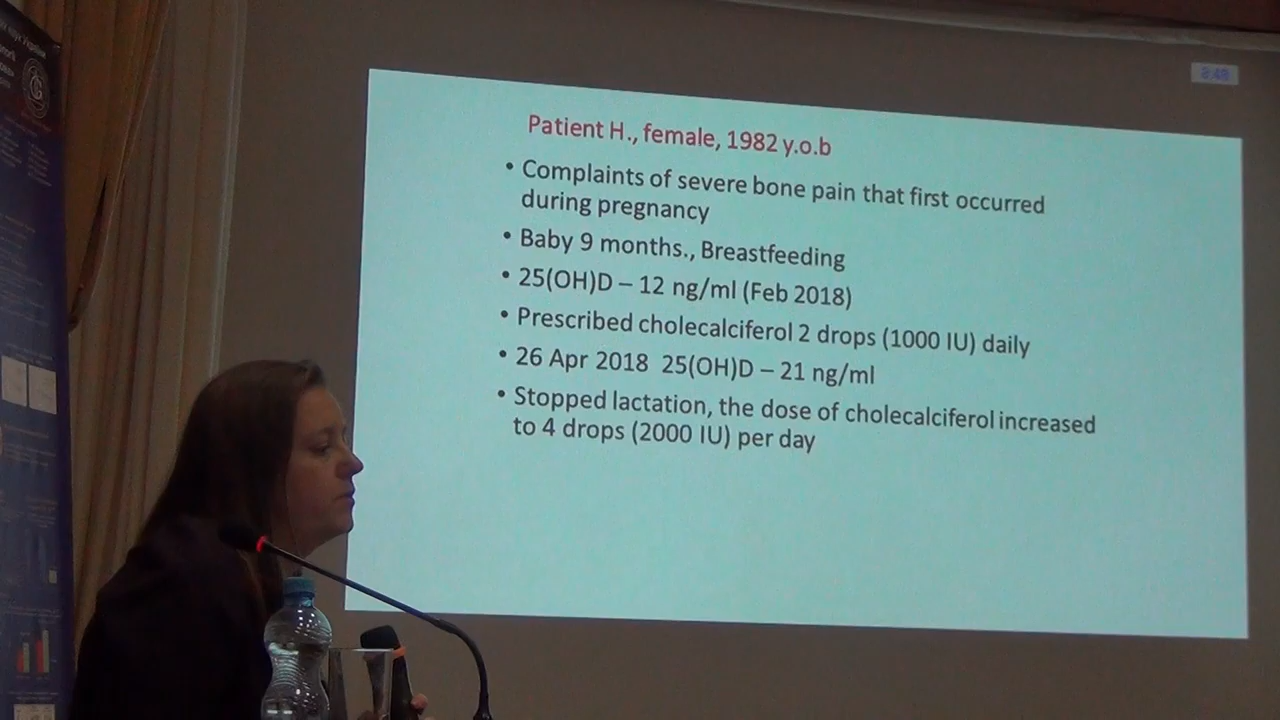 8:48
Patient H., female, 1982 y.o.b
• Complaints of severe bone pain that first occurred
during pregnancy
• Baby 9 months., Breastfeeding
• 25(OH)D – 12 ng/ml (Feb 2018)
• Prescribed cholecalciferol 2 drops (1000 IU) daily
• 26 Apr 2018 25(OH)D – 21 ng/ml
• Stopped lactation, the dose of cholecalciferol increased
to 4 drops (2000 IU) per day